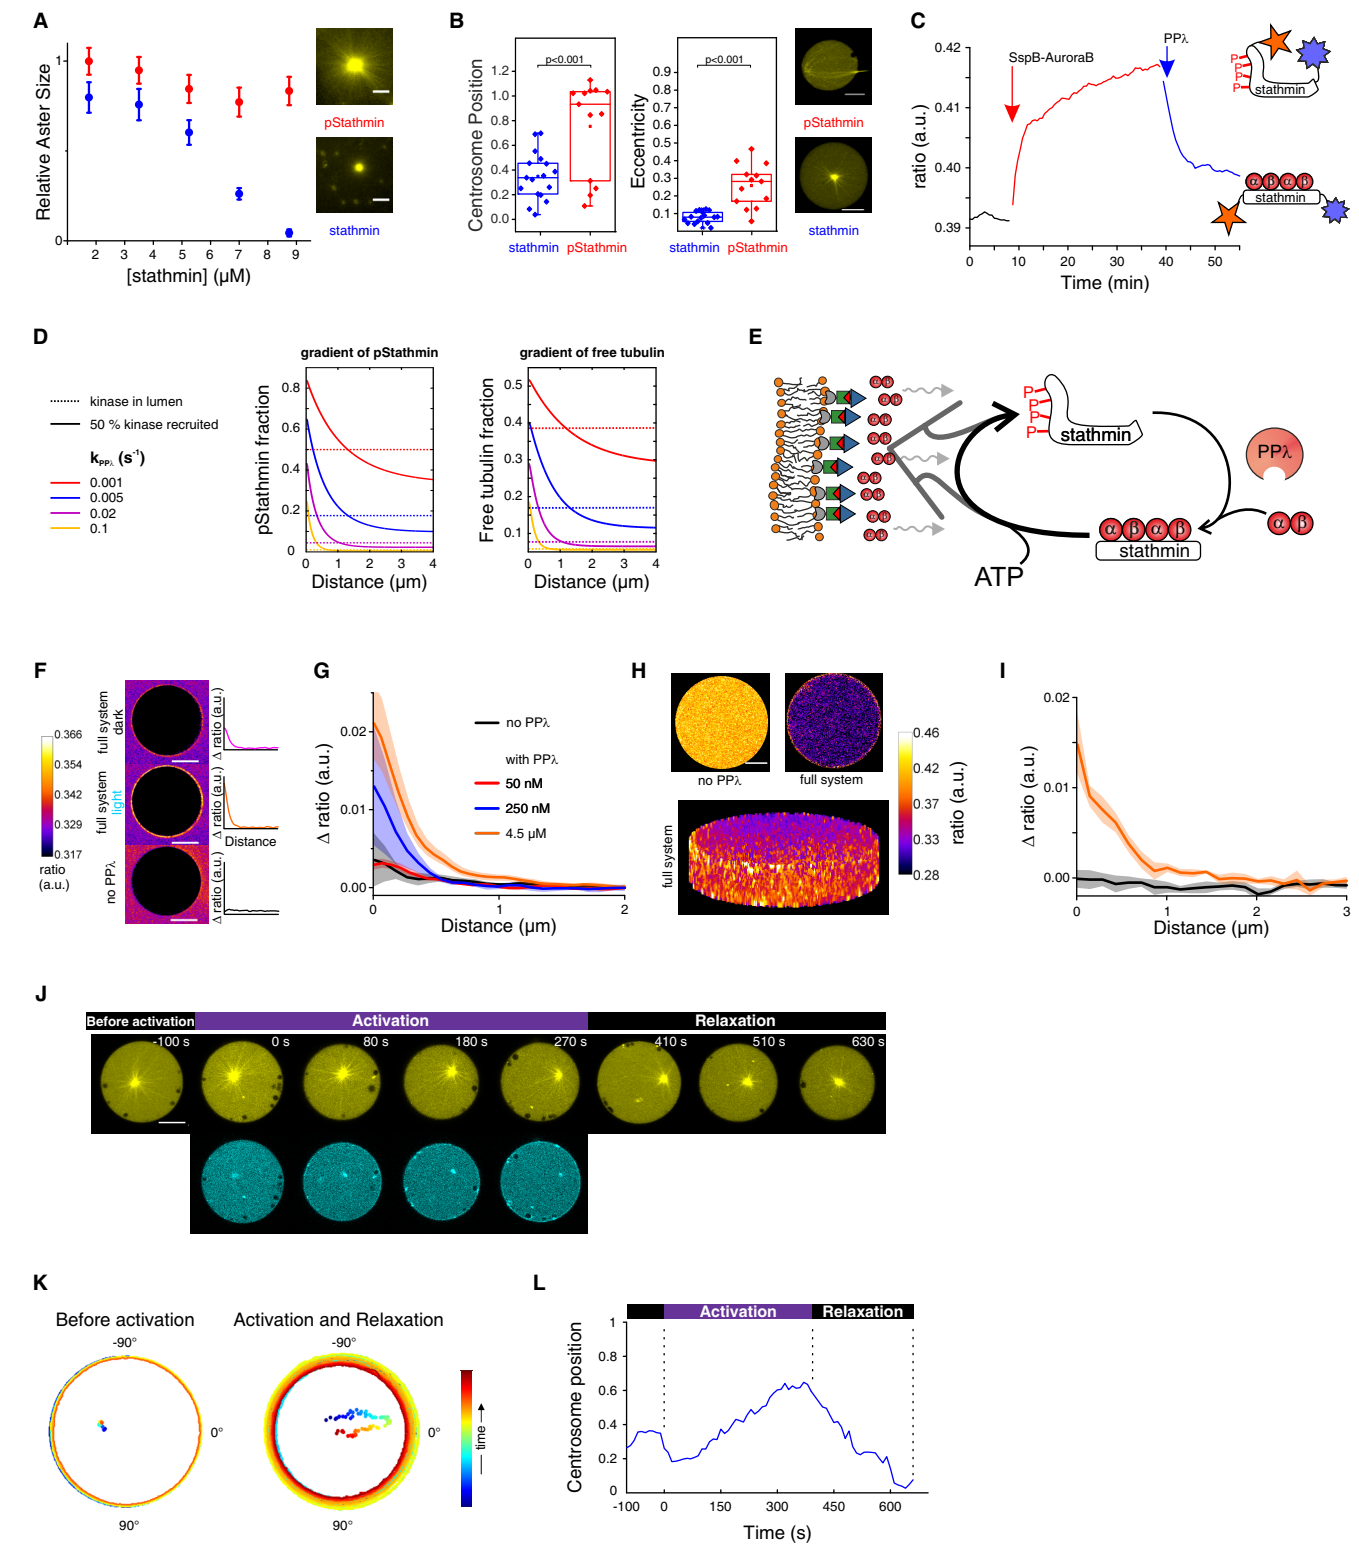 A
Relative Aster Size
1
0
2 3 4 5 6 7 8 9
[stathmin] (µM)
pStathmin
stathmin
B
Centrosome Position
1.2
1.0
0.8
0.6
0.4
0.2
0.0
p<0.001
stathmin pStathmin
Eccentricity
0.9
0.8
0.7
0.6
0.5
0.4
0.3
0.2
0.1
p<0.001
stathmin pStathmin
pStathmin
stathmin
C
ratio (a.u.)
0.42
0.41
0.40
0.39
SspB-AuroraB
PPλ
0 10 20 30 40 50
Time (min)
P
P
P
P
stathmin
α β α β
stathmin
D
kinase in lumen
50 % kinase recruited
kPPλ (s-1)
0.001
0.005
0.02
0.1
gradient of pStathmin
pStathmin fraction
0.8
0.6
0.4
0.2
0
0 1 2 3 4
Distance (µm)
gradient of free tubulin
Free tubulin fraction
0.5
0.4
0.3
0.2
0.1
0 1 2 3 4
Distance (µm)
E
α β
α β
α β
α β
α β
α β
α β
α β
α β
P
P
P
P
stathmin
PPλ
α β
α β α β
stathmin
ATP
F
0.366
0.354
0.342
0.329
0.317
ratio
(a.u.)
full system
dark
full system
light
no PPλ
Δ ratio (a.u.)
Δ ratio (a.u.)
Distance
Δ ratio (a.u.)
G
Δ ratio (a.u.)
0.02
0.01
0.00
no PPλ
with PPλ
50 nM
250 nM
4.5 µM
0 1 2
Distance (µm)
H
no PPλ
full system
full system
0.46
0.42
0.37
0.33
0.28
ratio (a.u.)
I
Δ ratio (a.u.)
0.02
0.01
0.00
0 1 2 3
Distance (µm)
J
Before activation Activation Relaxation
-100 s 0 s 80 s 180 s 270 s 410 s 510 s 630 s
K
Before activation
-90°
0°
90°
Activation and Relaxation
-90°
0°
90°
time
L
Activation Relaxation
Centrosome position
1
0.8
0.6
0.4
0.2
0
-100 0 150 300 450 600
Time (s)